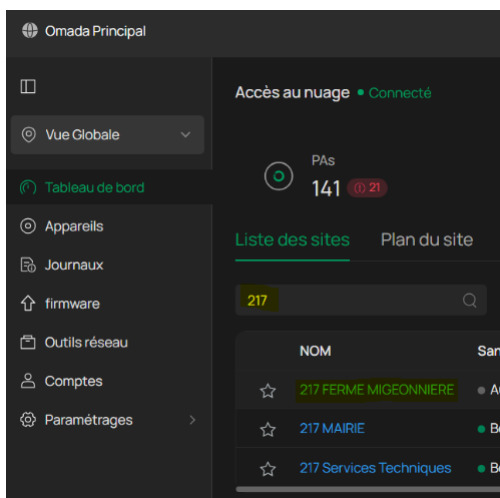 Omada Principal
Accès au nuage • Connecté
Vue Globale
PAs
141 21
Tableau de bord
Appareils
Liste des sites Plan du site
Journaux
firmware
217
Outils réseau
NOM
Comptes
217 FERME MIGEONNIERE
Paramétrages
217 MAIRIE
217 Services Techniques